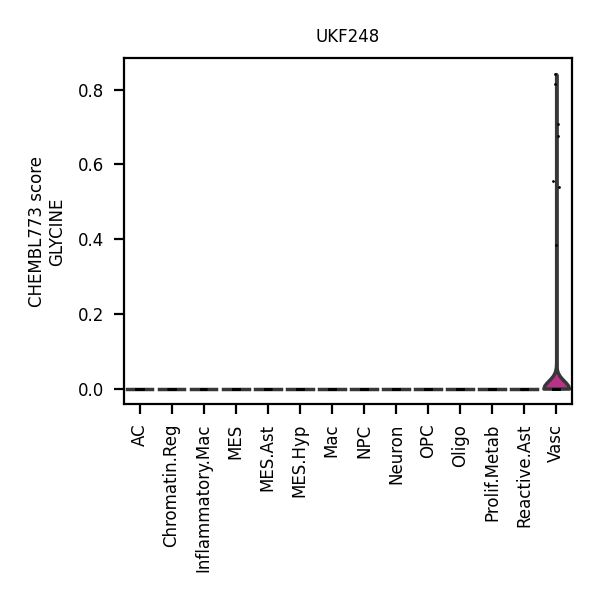 UKF248
CHEMBL773 score
GLYCINE
0.8
0.6
0.4
0.2
0.0
AC
Chromatin.Reg
Inflammatory.Mac
MES
MES.Ast
MES.Hyp
Mac
NPC
Neuron
OPC
Oligo
Prolif.Metab
Reactive.Ast
Vasc